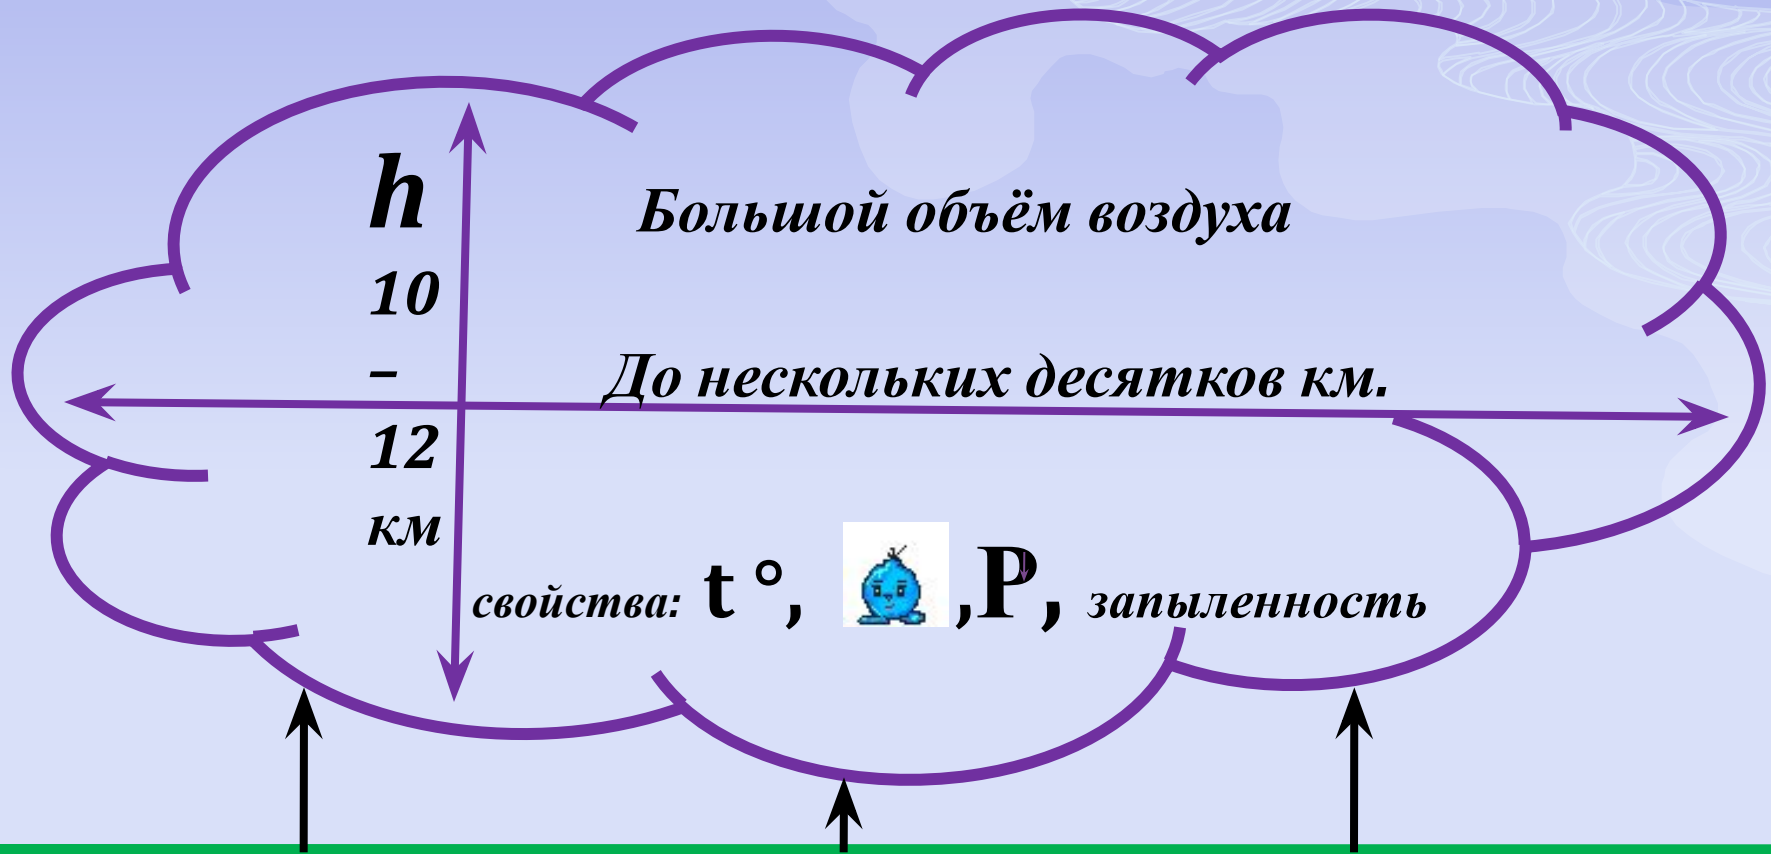 h
10
–
12
км
Большой объём воздуха
До нескольких десятков км.
свойства: t °, , P, запыленность